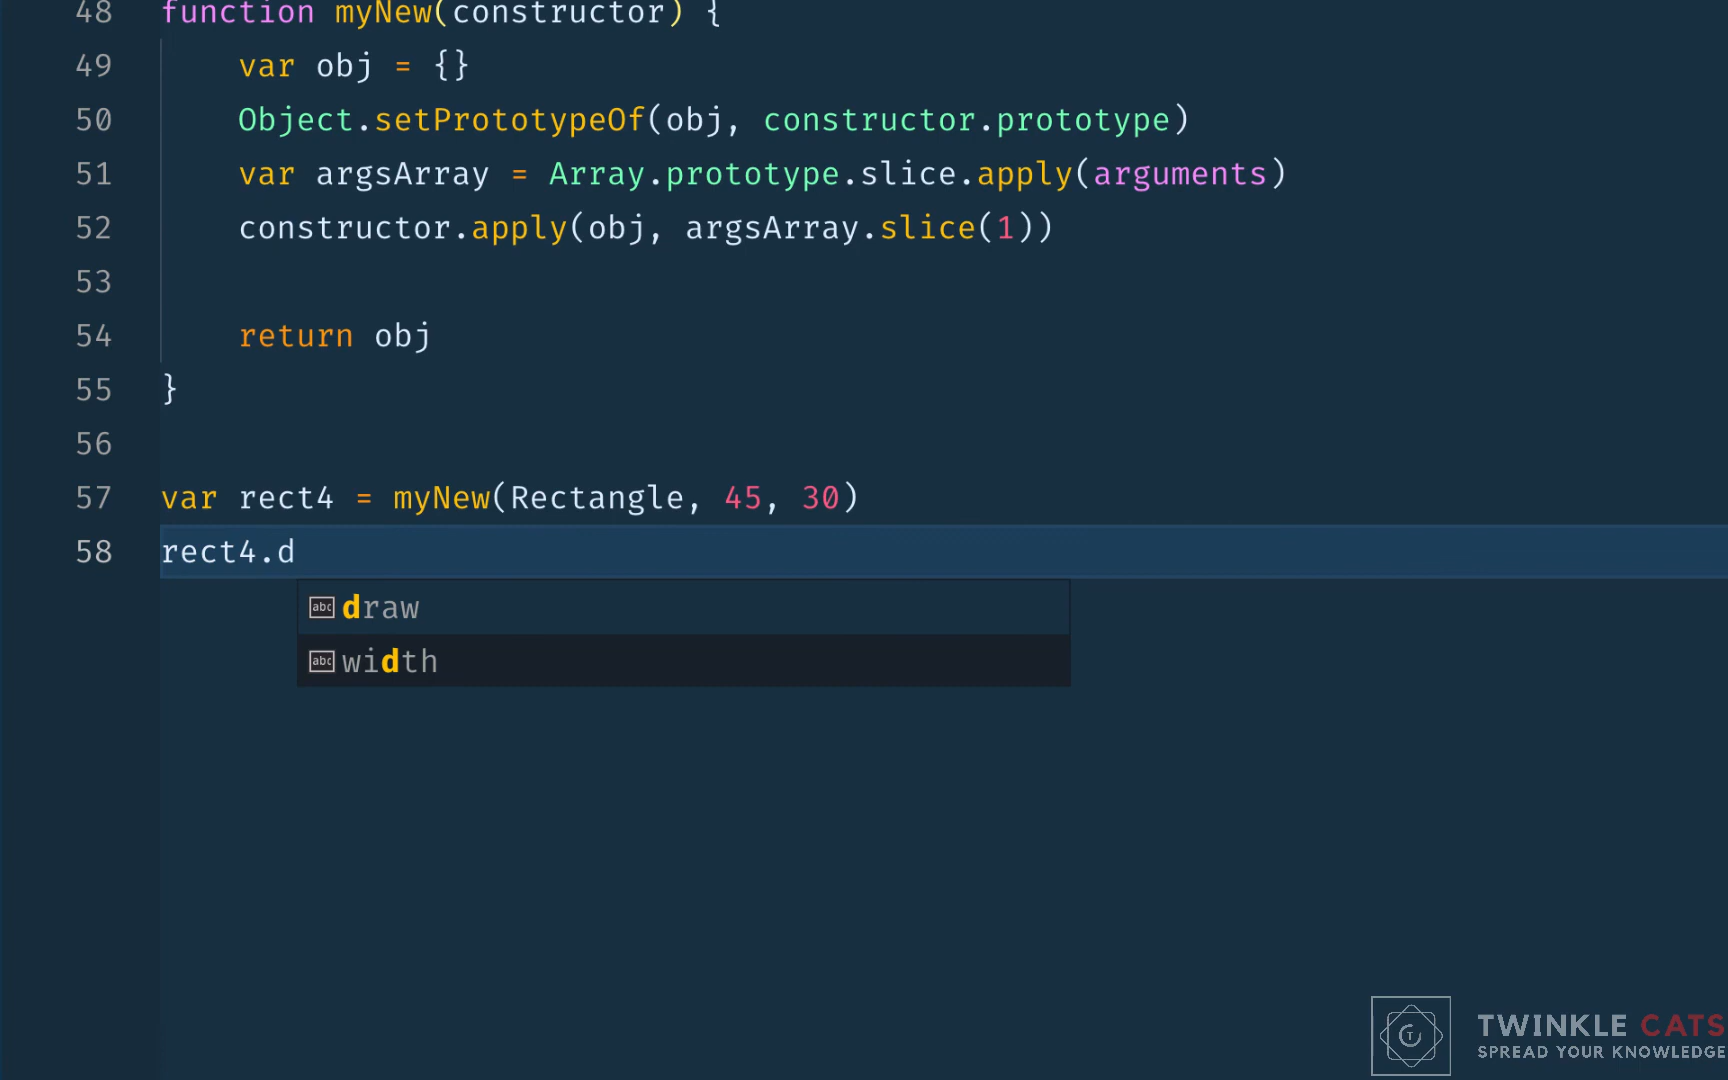 48 function myNew(constructor) {
49 var obj = {}
50 Object.setPrototypeOf(obj, constructor.prototype)
51 var argsArray = Array.prototype.slice.apply(arguments)
52 constructor.apply(obj, argsArray.slice(1))
53
54 return obj
55 }
56
57 var rect4 = myNew(Rectangle, 45, 30)
58 rect4.d
abc draw
abc width
TWINKLE CATS
SPREAD YOUR KNOWLEDGE